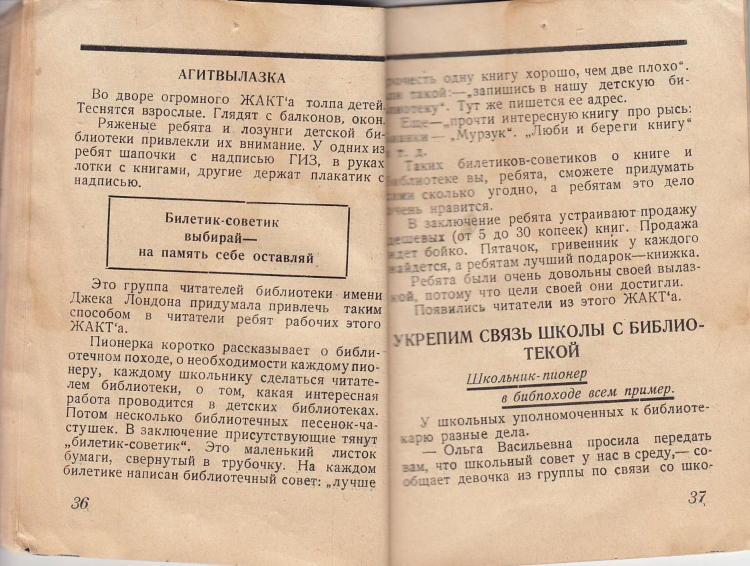 АГИТВЫЛАЗКА
Во дворе огромного ЖАКТ‘а толпа детей.
Теснятся взрослые. Глядят с балконов, окон.
Ряженые ребята и лозунги детской би-
блиотеки привлекли их внимание. У одних из
ребят шапочки с надписью ГИЗ, в руках
лотки с книгами, другие держат плакатик с
надписью.
Билетик-советик
выбирай—
на память себе оставляй
Это группа читателей библиотеки имени
Джека Лондона придумала привлечь таким
способом в читатели ребят рабочих этого
ЖАКТ‘а.
Пионерка коротко рассказывает о библи-
отечном походе, о необходимости каждому пио-
неру, каждому школьнику сделаться читате-
лем библиотеки, о том, какая интересная
работа проводится в детских библиотеках.
Потом несколько библиотечных песенок-ча-
стушек. В заключение присутствующие тянут
„билетик-советик“. Это маленький листок
бумаги, свернутый в трубочку. На каждом
билетике написан библиотечный совет: „лучше
36
прочесть одну книгу хорошо, чем две плохо“.
или такой:—„запишись в нашу детскую би-
блиотеку“. Тут же пишется ее адрес.
Еще—„прочти интересную книгу про рысь:
— „Мурзук“. „Люби и береги книгу“
и т. д.
Таких билетиков-советиков о книге и
библиотеке вы, ребята, сможете придумать
сами сколько угодно, а ребятам это дело
очень нравится.
В заключение ребята устраивают продажу
дешевых (от 5 до 30 копеек) книг. Продажа
идет бойко. Пятачок, гривенник у каждого
найдется, а ребятам лучший подарок—книжка.
Ребята были очень довольны своей вылаз-
кой, потому что цели своей они достигли.
Появились читатели из этого ЖАКТ‘а.
УКРЕПИМ СВЯЗЬ ШКОЛЫ С БИБЛИО-
ТЕКОЙ
Школьник-пионер
в бибпоходе всем пример.
У школьных уполномоченных к библиоте-
карю разные дела.
— Ольга Васильевна просила передать
вам, что школьный совет у нас в среду,— со-
общает девочка из группы по связи со шко-
37